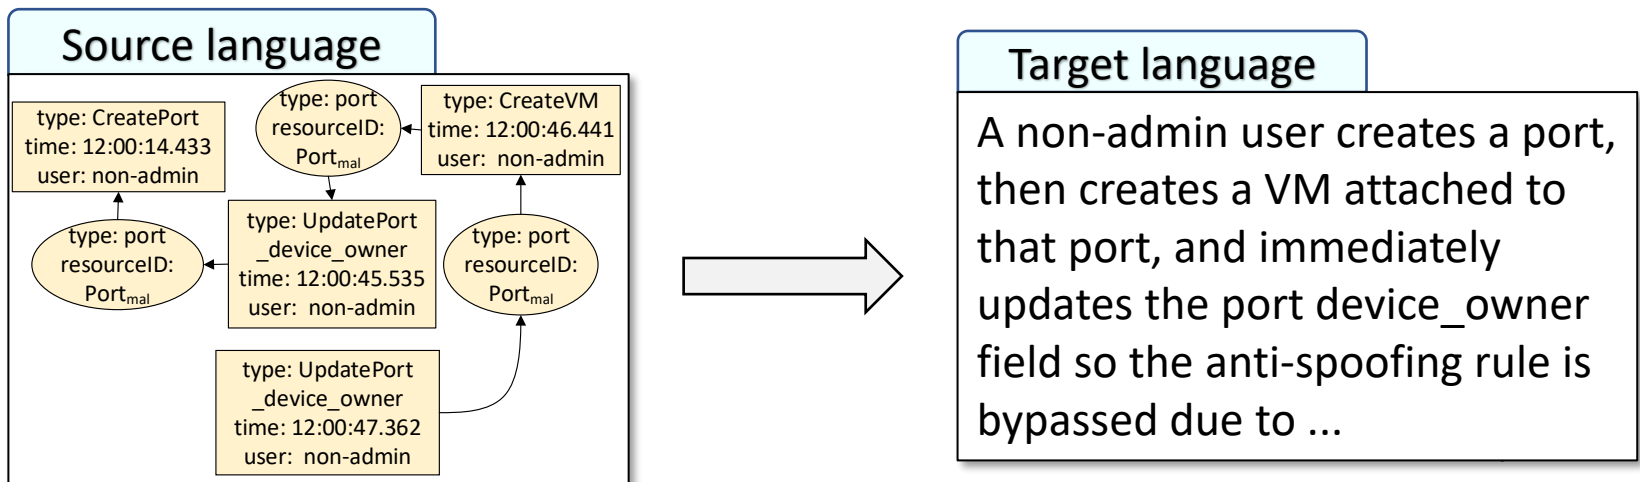 Source language
type: CreatePort
time: 12:00:14.433
user: non-admin
type: port
resourceID:
Port_mal
type: CreateVM
time: 12:00:46.441
user:  non-admin
type: port
resourceID:
Port_mal
type: UpdatePort
_device_owner
time: 12:00:45.535
user:  non-admin
type: port
resourceID:
Port_mal
type: UpdatePort
_device_owner
time: 12:00:47.362
user:  non-admin
Target language
A non-admin user creates a port,
then creates a VM attached to
that port, and immediately
updates the port device_owner
field so the anti-spoofing rule is
bypassed due to ...